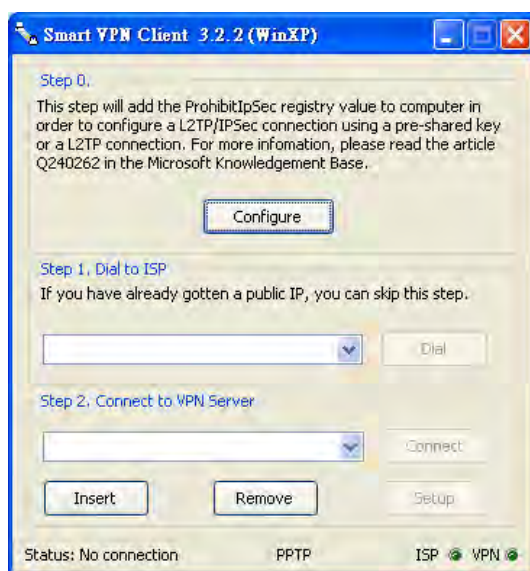 Smart VPN Client 3.2.2 (WinXP)
Step 0.
This step will add the ProhibitIpSec registry value to computer in
order to configure a L2TP/IPSec connection using a pre-shared key
or a L2TP connection. For more infomation, please read the article
Q240262 in the Microsoft Knowledgement Base.
Configure
Step 1. Dial to ISP
If you have already gotten a public IP, you can skip this step.
Dial
Step 2. Connect to VPN Server
Connect
Insert Remove Setup
Status: No connection PPTP ISP VPN